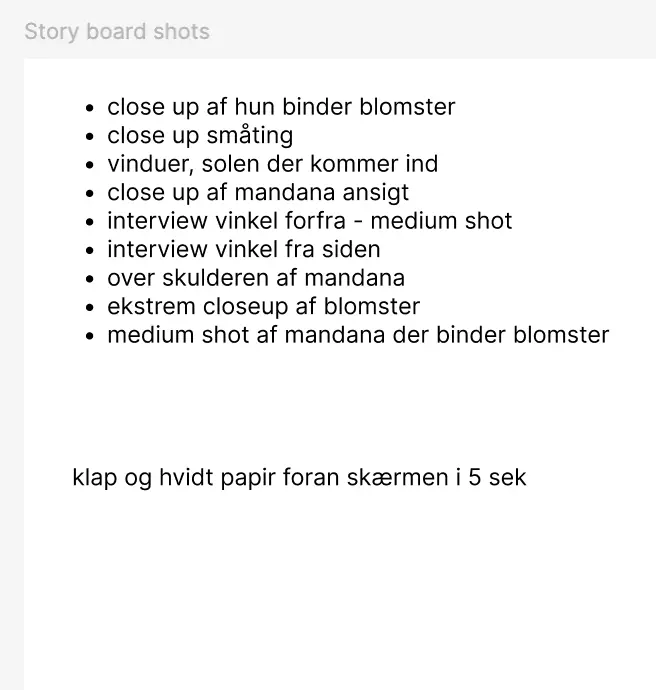 Story board shots
• close up af hun binder blomster
• close up småting
• vinduer, solen der kommer ind
• close up af mandana ansigt
• interview vinkel forfra - medium shot
• interview vinkel fra siden
• over skulderen af mandana
• ekstrem closeup af blomster
• medium shot af mandana der binder blomster
klap og hvidt papir foran skærmen i 5 sek